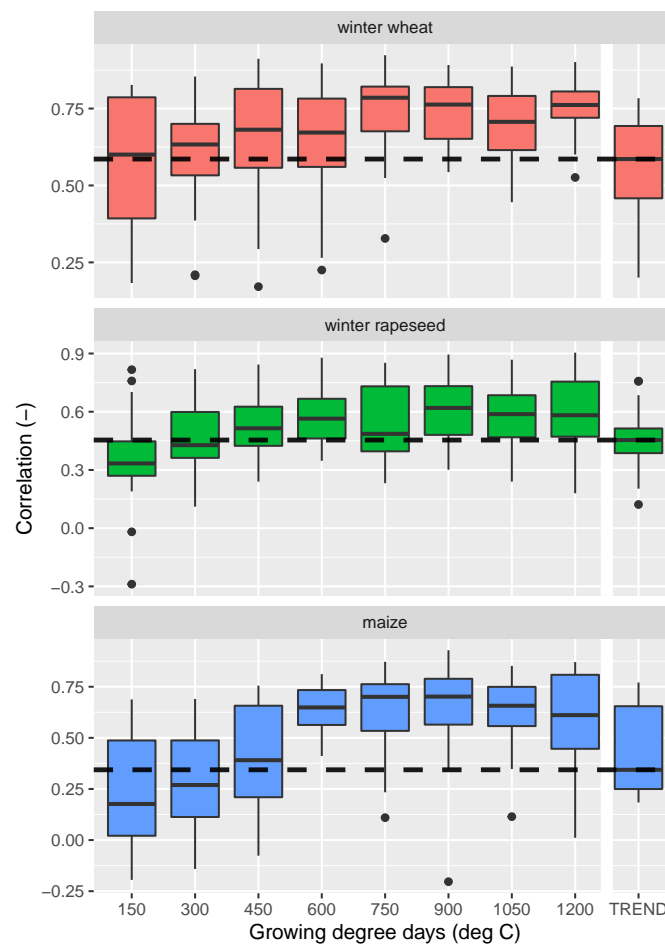 winter wheat
0.75
0.50
0.25
winter rapeseed
0.9
0.6
0.3
0.0
−0.3
Correlation (−)
maize
0.75
0.50
0.25
0.00
−0.25
150 300 450 600 750 900 1050 1200 TREND
Growing degree days (deg C)